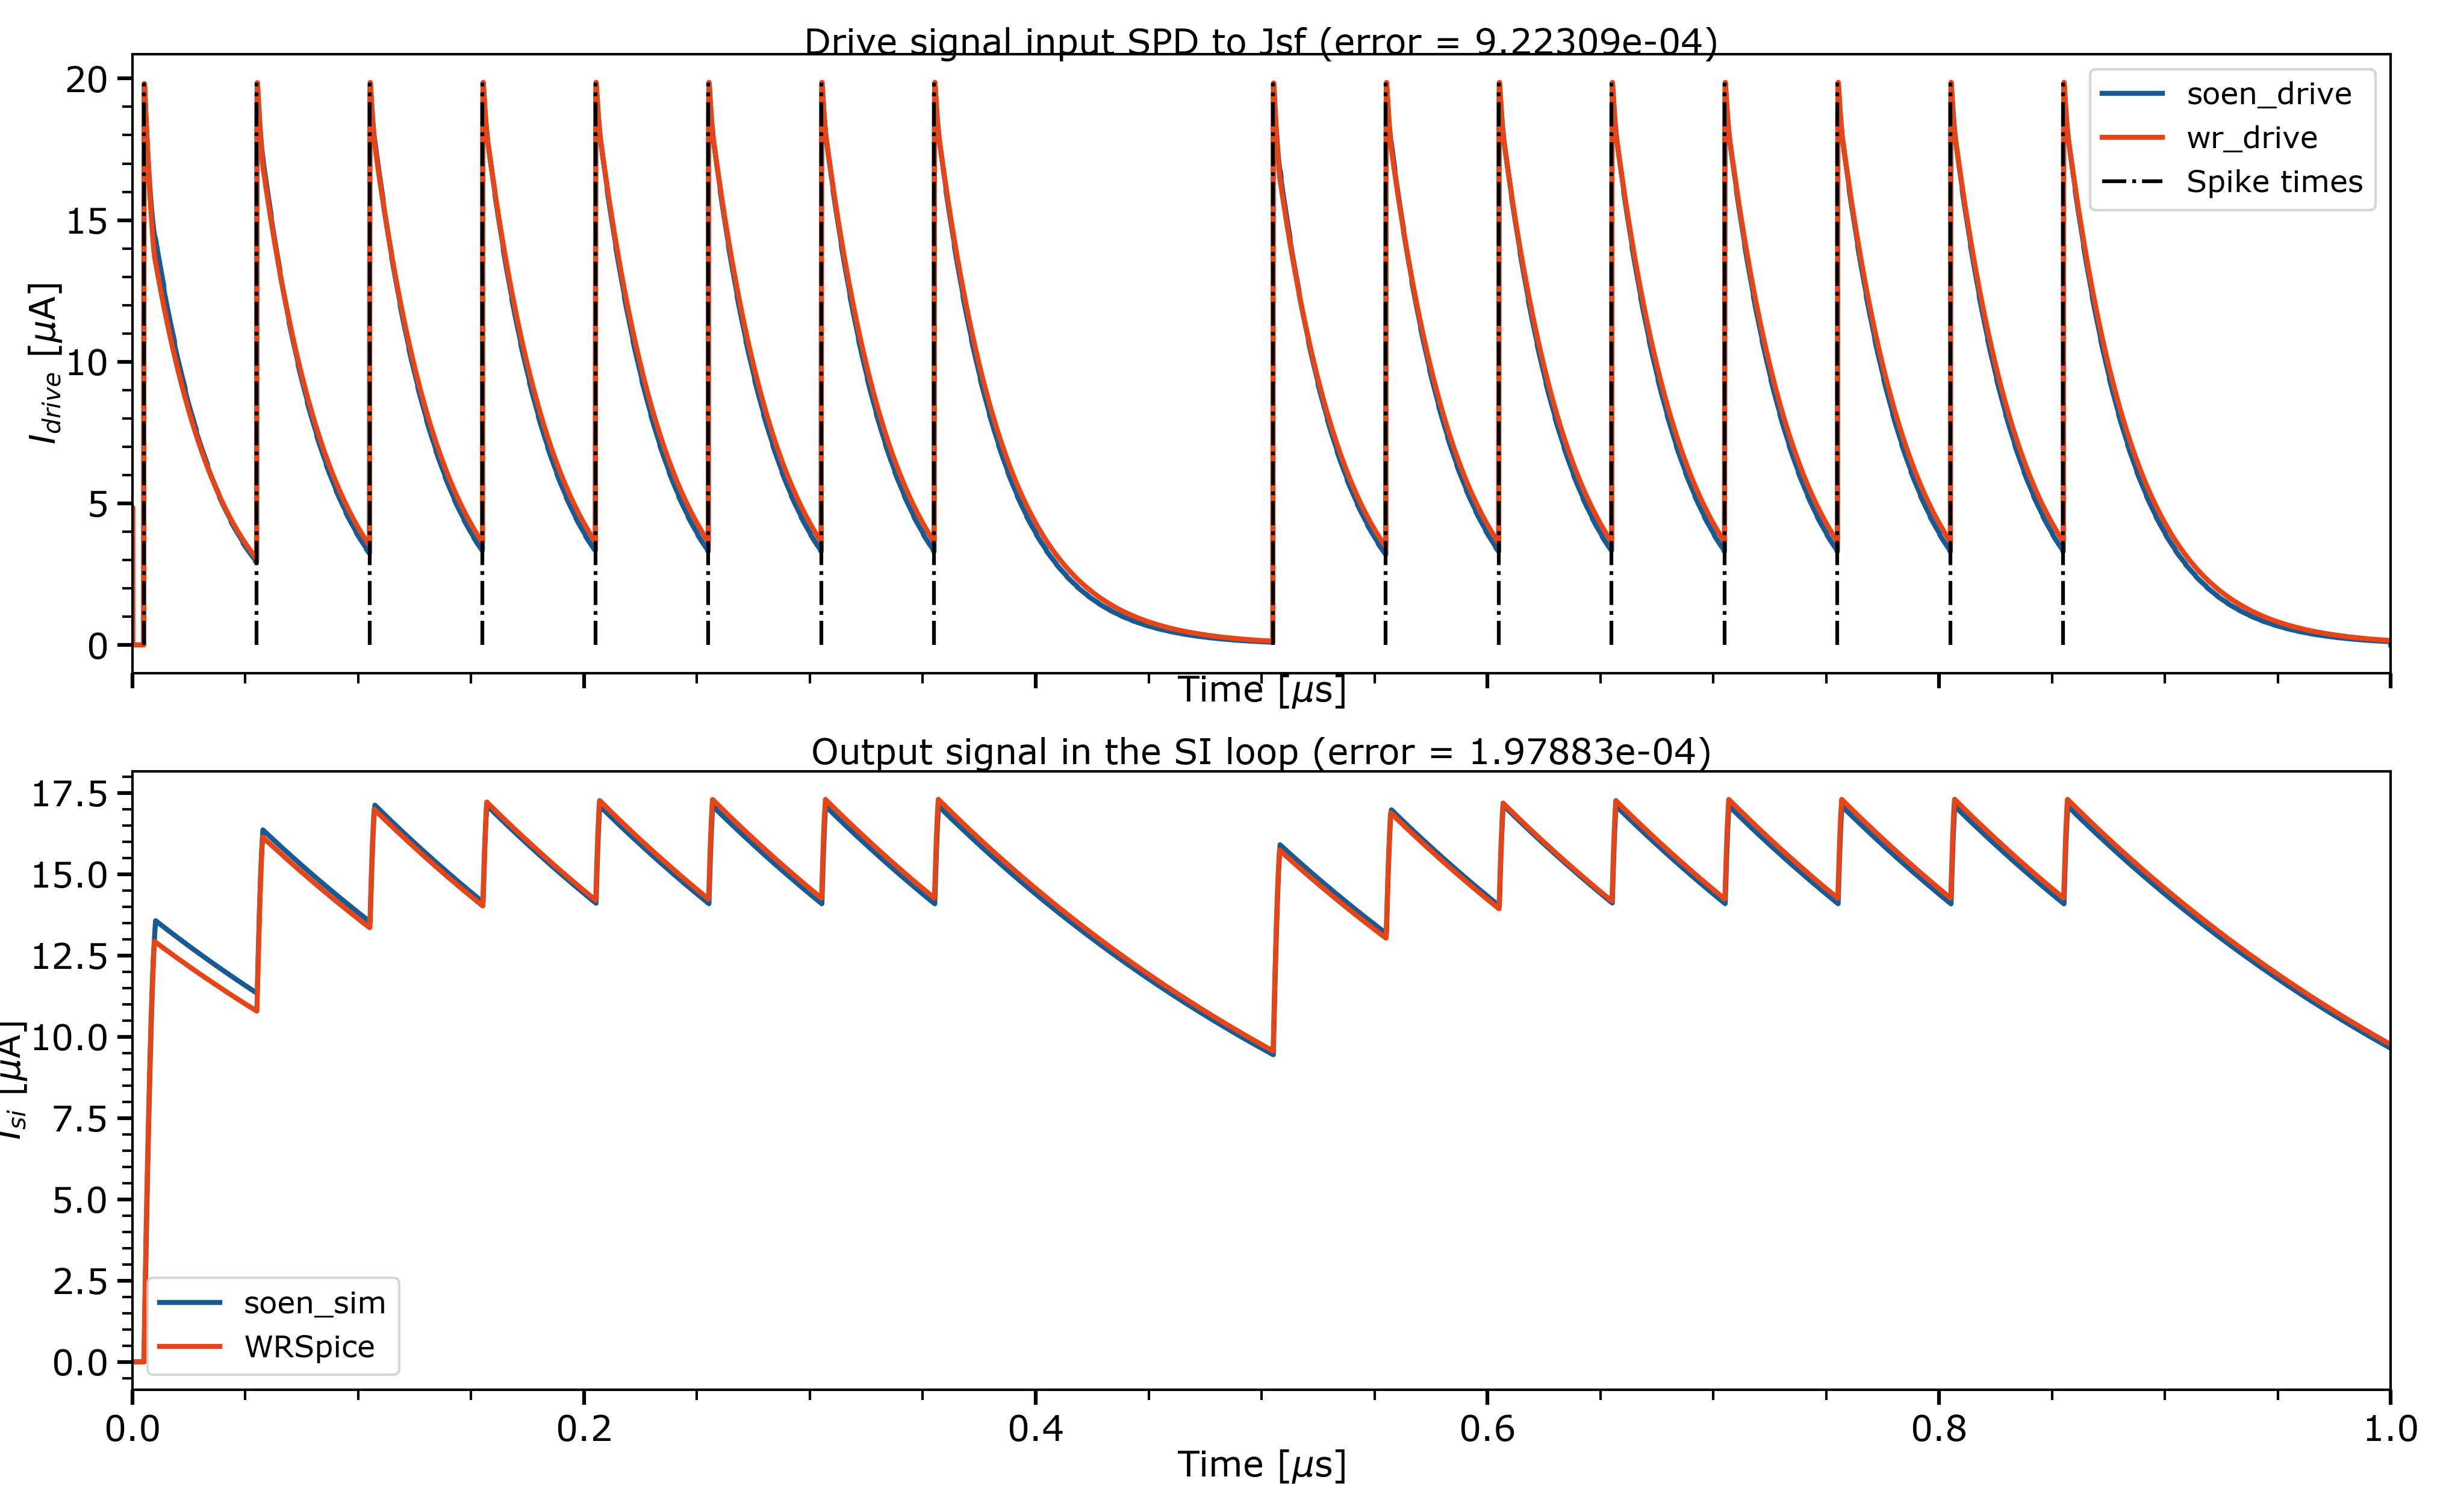 Drive signal input SPD to Jsf (error = 9.22309e-04)
20
15
10
5
0
I_drive [μA]
soen_drive
wr_drive
Spike times
Time [μs]
Output signal in the SI loop (error = 1.97883e-04)
17.5
15.0
12.5
10.0
7.5
5.0
2.5
0.0
I_si [μA]
soen_sim
WRSpice
0.0 0.2 0.4 0.6 0.8 1.0
Time [μs]